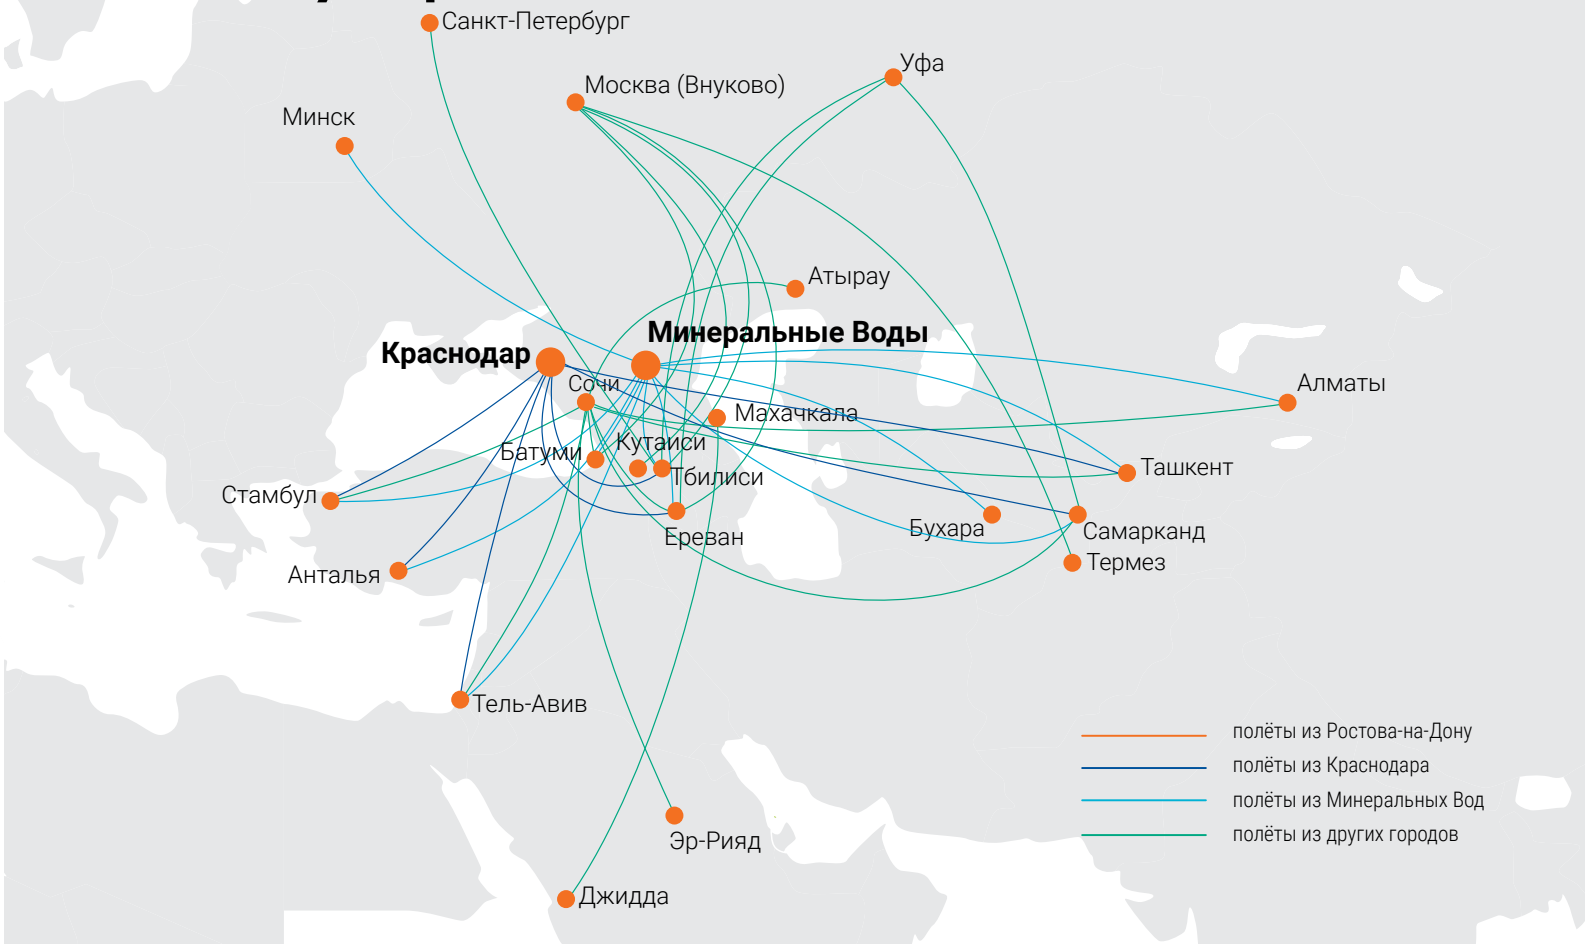 Санкт-Петербург
Уфа
Москва (Внуково)
Минск
Атырау
Минеральные Воды
Краснодар
Сочи
Алматы
Махачкала
Кутаиси
Батуми
Ташкент
Тбилиси
Стамбул
Бухара
Самарканд
Ереван
Термез
Анталья
Тель-Авив
полёты из Ростова-на-Дону
полёты из Краснодара
полёты из Минеральных Вод
полёты из других городов
Эр-Рияд
Джидда